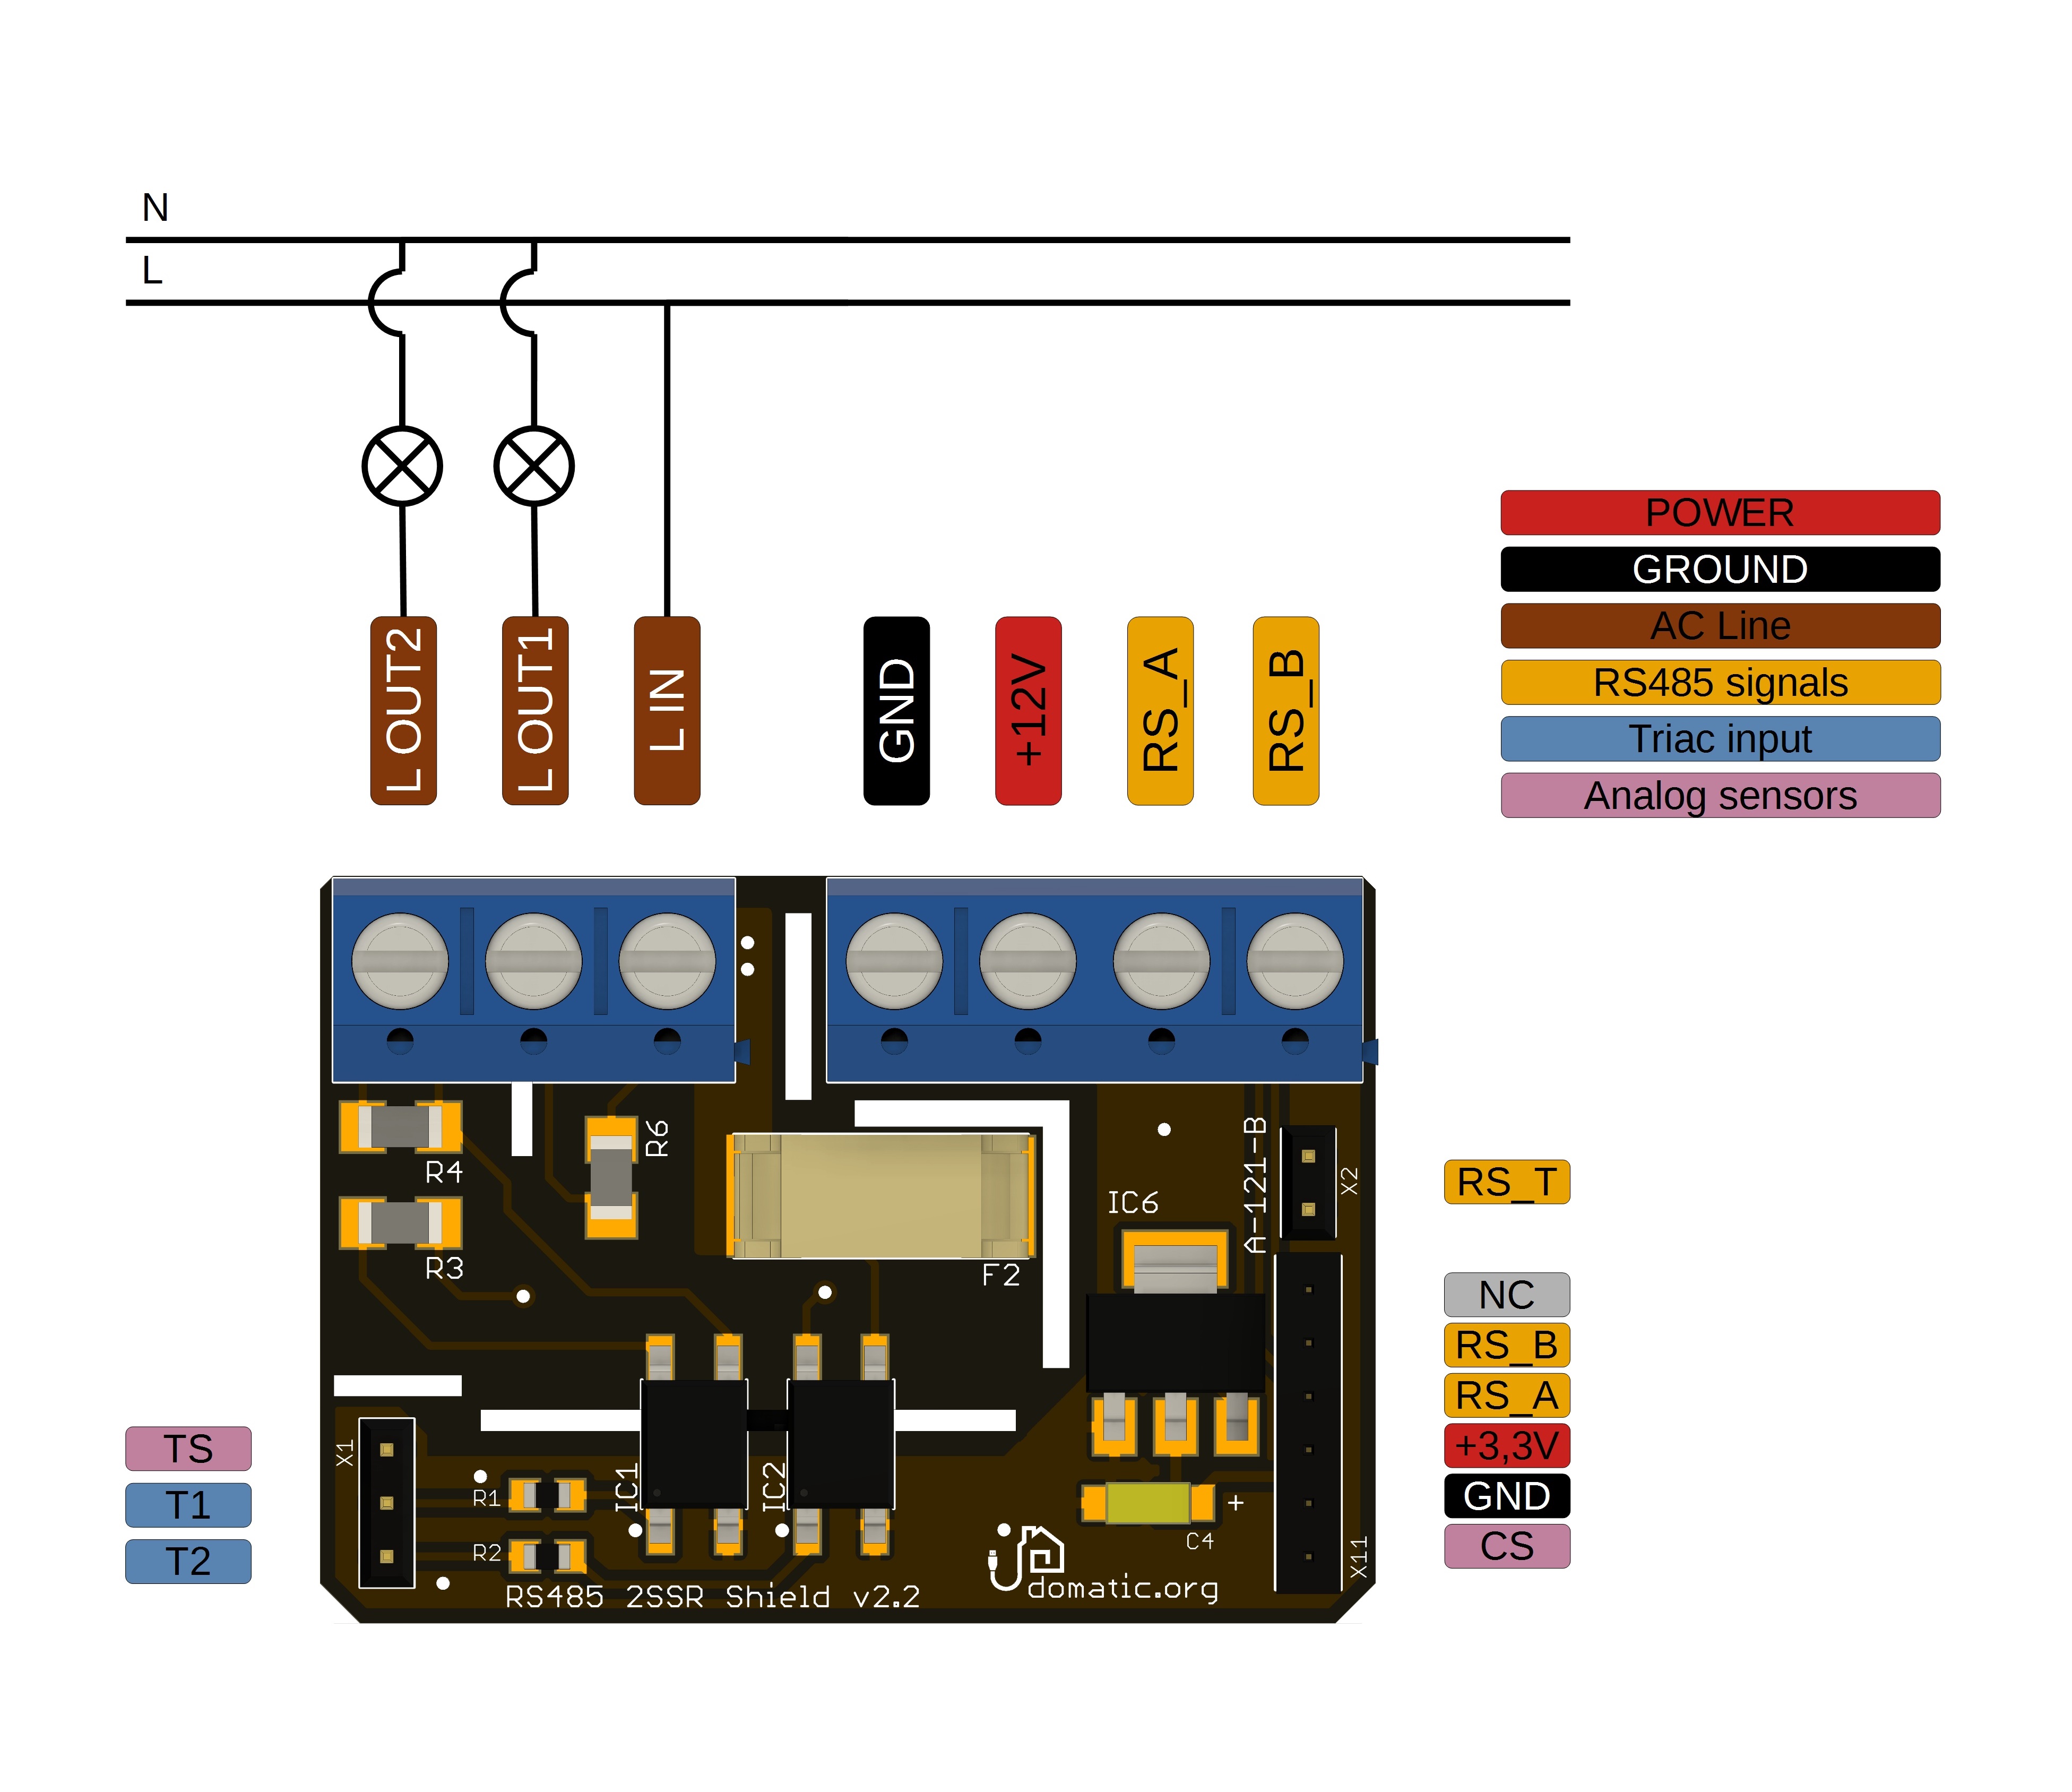 N
L
L OUT2
L OUT1
L IN
GND
+12V
RS_A
RS_B
POWER
GROUND
AC Line
RS485 signals
Triac input
Analog sensors
R4
R6
R3
F2
IC6
A-121-B
X2
RS_T
NC
RS_B
RS_A
+3,3V
GND
CS
TS
T1
T2
X1
R1
R2
IC1
IC2
C4
+
X11
RS485 2SSR Shield v2.2
domatic.org